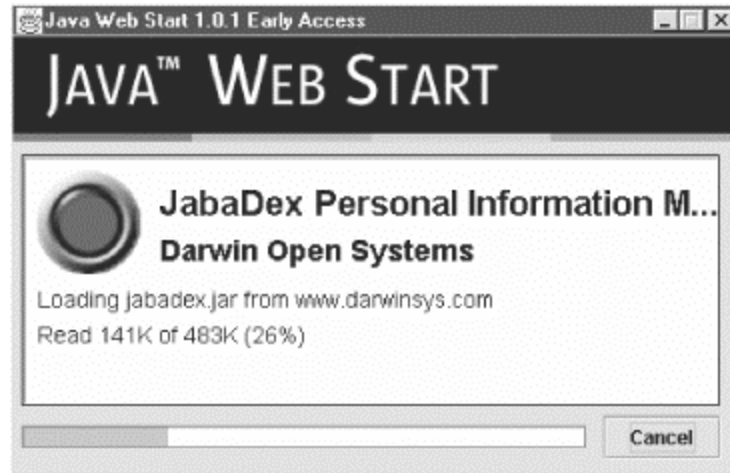 Java Web Start 1.0.1 Early Access
JAVA™ WEB START
JabaDex Personal Information M...
Darwin Open Systems
Loading jabadex.jar from www.darwinsys.com
Read 141K of 483K (26%)
Cancel